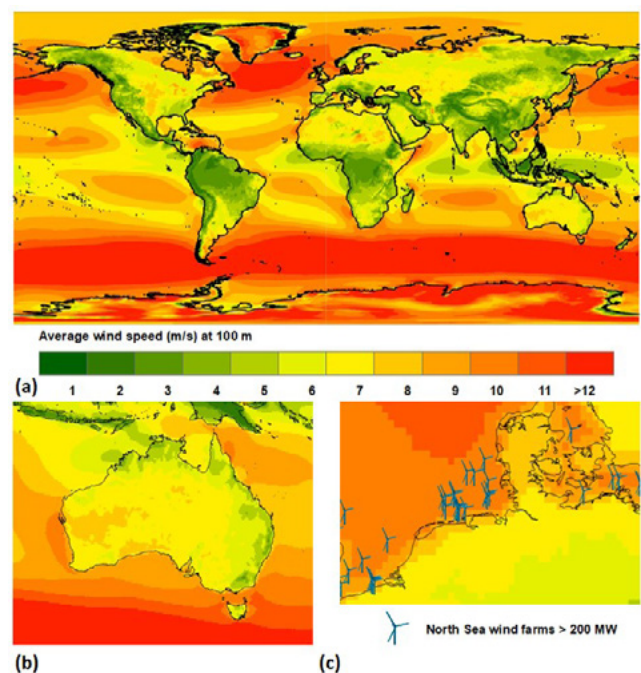 Average wind speed (m/s) at 100 m
(a) 1 2 3 4 5 6 7 8 9 10 11 >12
North Sea wind farms > 200 MW
(b) (c)